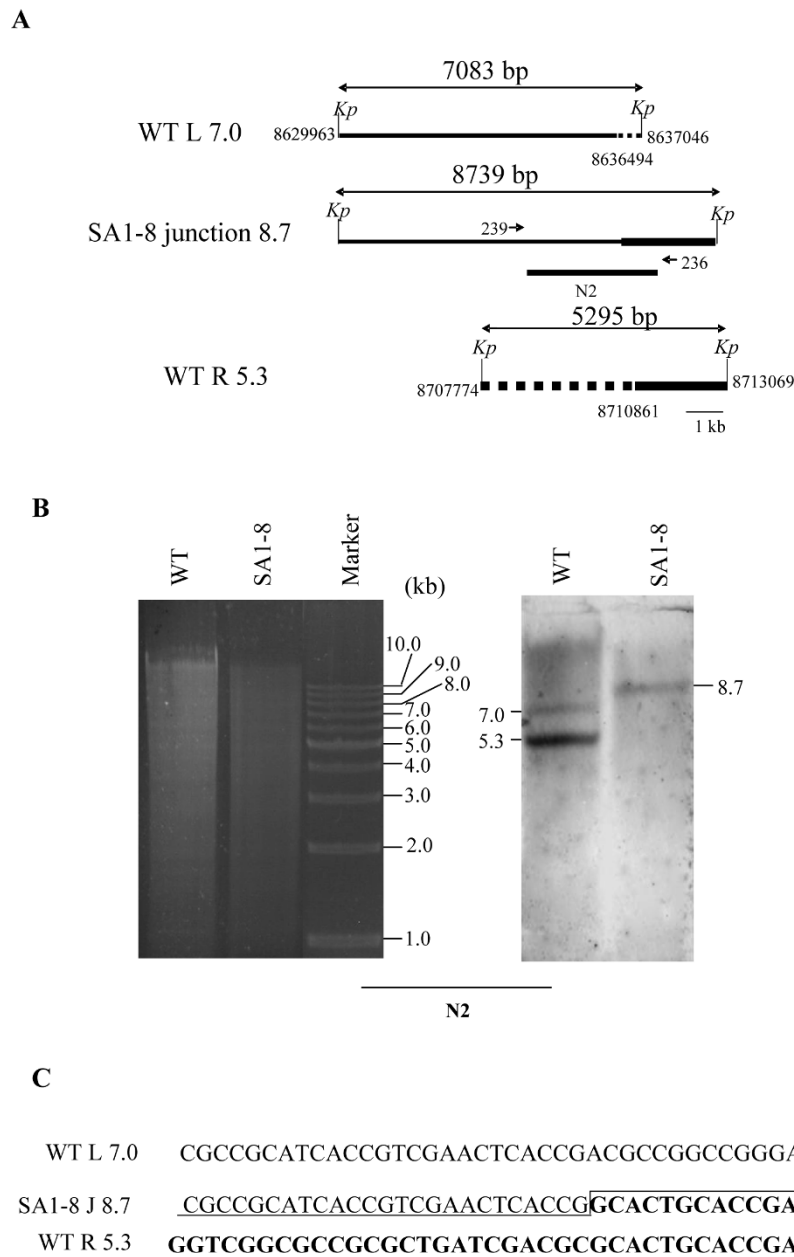 A
7083 bp
Kp Kp
WT L 7.0
8629963
8637046
8636494
8739 bp
Kp Kp
SA1-8 junction 8.7
239
236
N2
5295 bp
Kp Kp
WT R 5.3
8707774
8713069
8710861
1 kb
B
WT SA1-8 Marker
(kb)
WT SA1-8
10.0
9.0
8.0
7.0
6.0
5.0
4.0
3.0
2.0
1.0
7.0
5.3
8.7
N2
C
WT L 7.0 CGCCGCATCACCGTCGAACTCACCGACGCCGGCCGGGA
SA1-8 J 8.7 CGCCGCATCACCGTCGAACTCACCGGCACTGCACCGA
WT R 5.3 GGTCGGCGCCGCGCTGATCGACGCGCACTGCACCGA